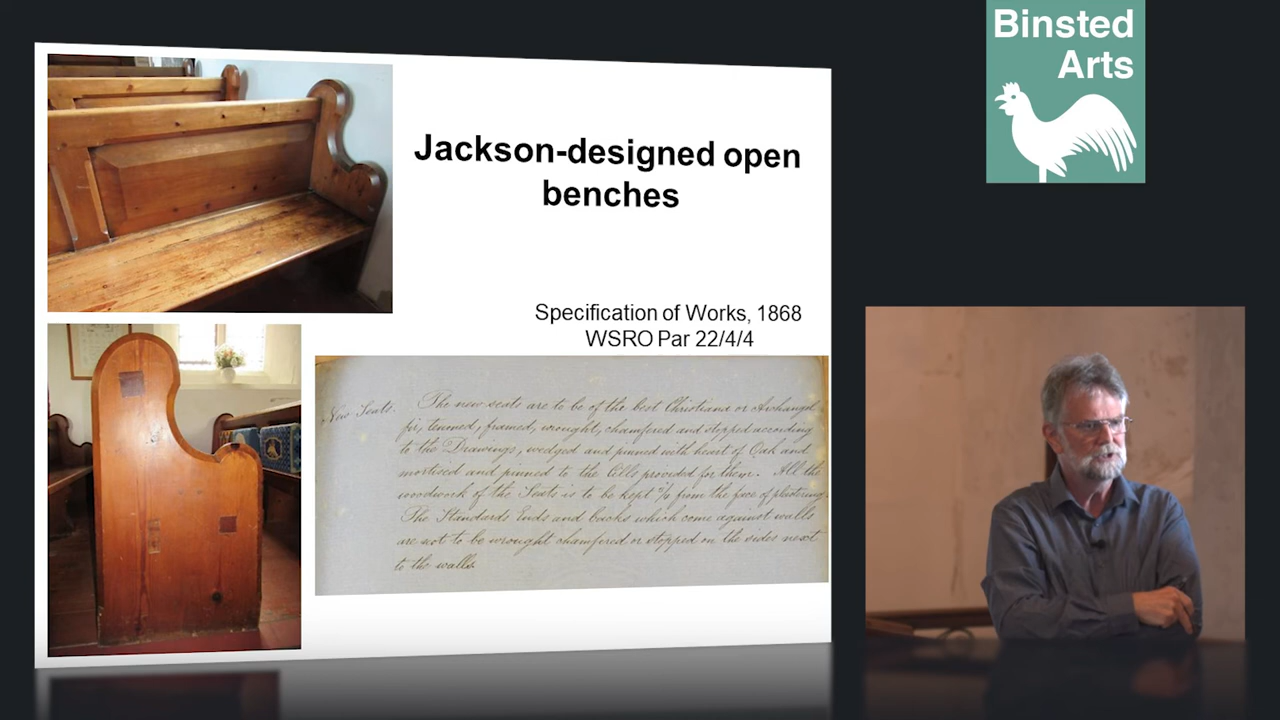 Binsted
Arts
Jackson-designed open
benches
Specification of Works, 1868
WSRO Par 22/4/4
New Seats. The new seats are to be of the best Christiana or Archangel
fir, tenoned, framed, wrought, chamfered and stopped according
to the Drawings, wedged and pinned with heart of Oak and
mortised and pinned to the Cills provided for them. All the
woodwork of the Seats is to be kept from the face of plistering.
The Standards Ends and backs which come against walls
are not to be wrought chamfered or stopped on the sides next
to the walls.